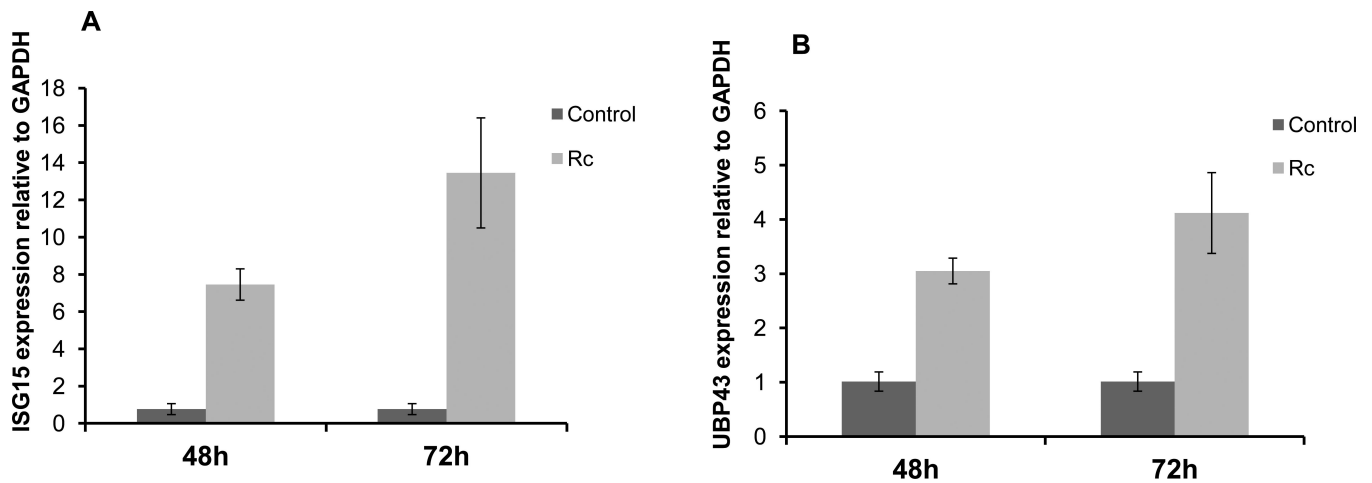 A
ISG15 expression relative to GAPDH
18
16
14
12
10
8
6
4
2
0
48h
72h
Control
Rc
B
UBP43 expression relative to GAPDH
6
5
4
3
2
1
0
48h
72h
Control
Rc